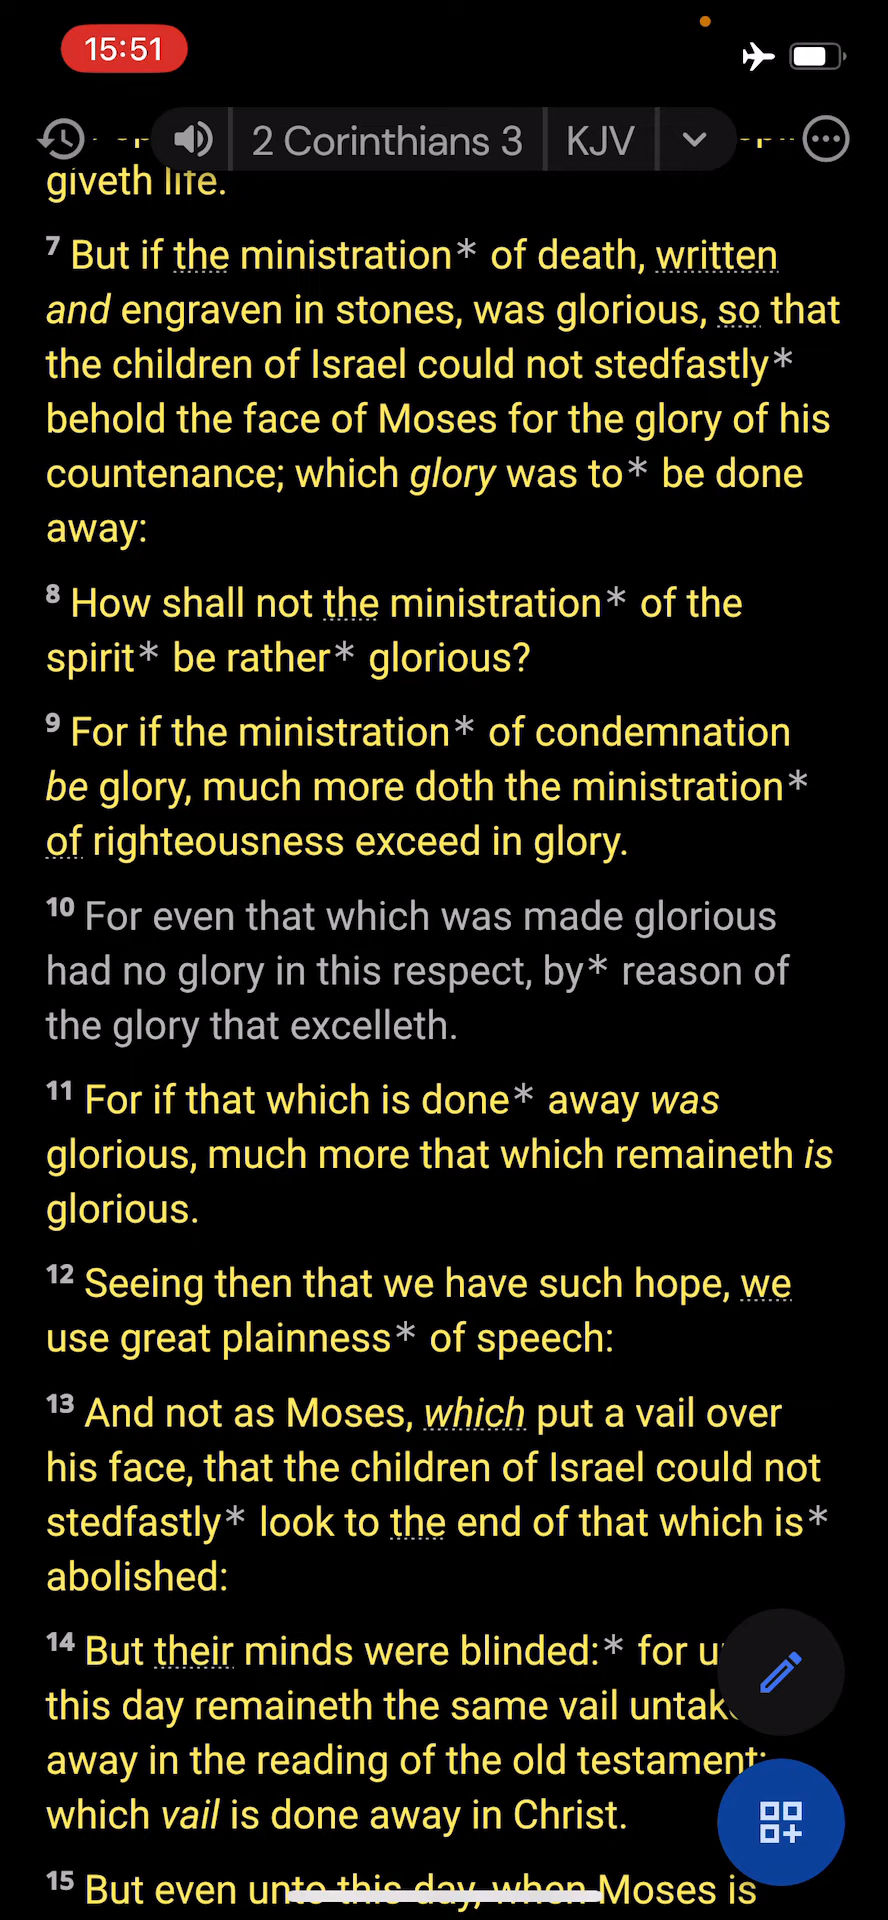 15:51
2 Corinthians 3 KJV
giveth life.
7 But if the ministration* of death, written
and engraven in stones, was glorious, so that
the children of Israel could not stedfastly*
behold the face of Moses for the glory of his
countenance; which glory was to* be done
away:
8 How shall not the ministration* of the
spirit* be rather* glorious?
9 For if the ministration* of condemnation
be glory, much more doth the ministration*
of righteousness exceed in glory.
10 For even that which was made glorious
had no glory in this respect, by* reason of
the glory that excelleth.
11 For if that which is done* away was
glorious, much more that which remaineth is
glorious.
12 Seeing then that we have such hope, we
use great plainness* of speech:
13 And not as Moses, which put a vail over
his face, that the children of Israel could not
stedfastly* look to the end of that which is*
abolished:
14 But their minds were blinded:* for
this day remaineth the same vail
away in the reading of the old testament;
which vail is done away in Christ.
15 But even unto this day, when Moses is